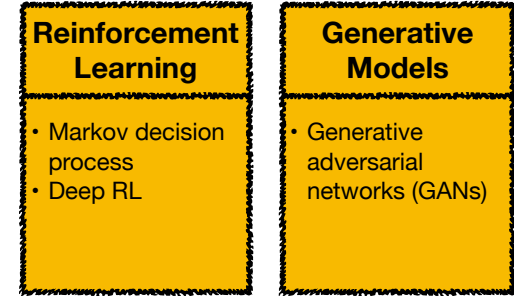 Reinforcement
Learning
• Markov decision
process
• Deep RL
Generative
Models
• Generative
adversarial
networks (GANs)